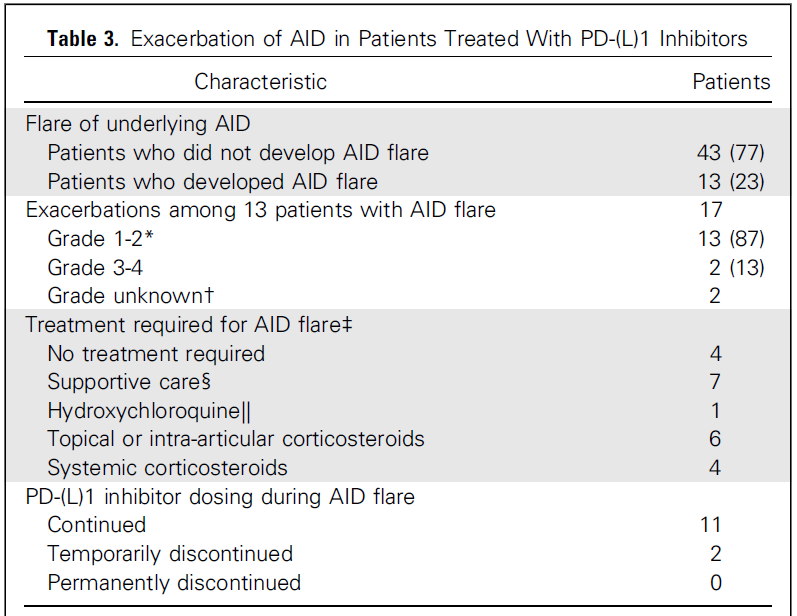 Table 3. Exacerbation of AID in Patients Treated With PD-(L)1 Inhibitors
Characteristic Patients
Flare of underlying AID
Patients who did not develop AID flare 43 (77)
Patients who developed AID flare 13 (23)
Exacerbations among 13 patients with AID flare 17
Grade 1-2* 13 (87)
Grade 3-4 2 (13)
Grade unknown† 2
Treatment required for AID flare‡
No treatment required 4
Supportive care§ 7
Hydroxychloroquine|| 1
Topical or intra-articular corticosteroids 6
Systemic corticosteroids 4
PD-(L)1 inhibitor dosing during AID flare
Continued 11
Temporarily discontinued 2
Permanently discontinued 0